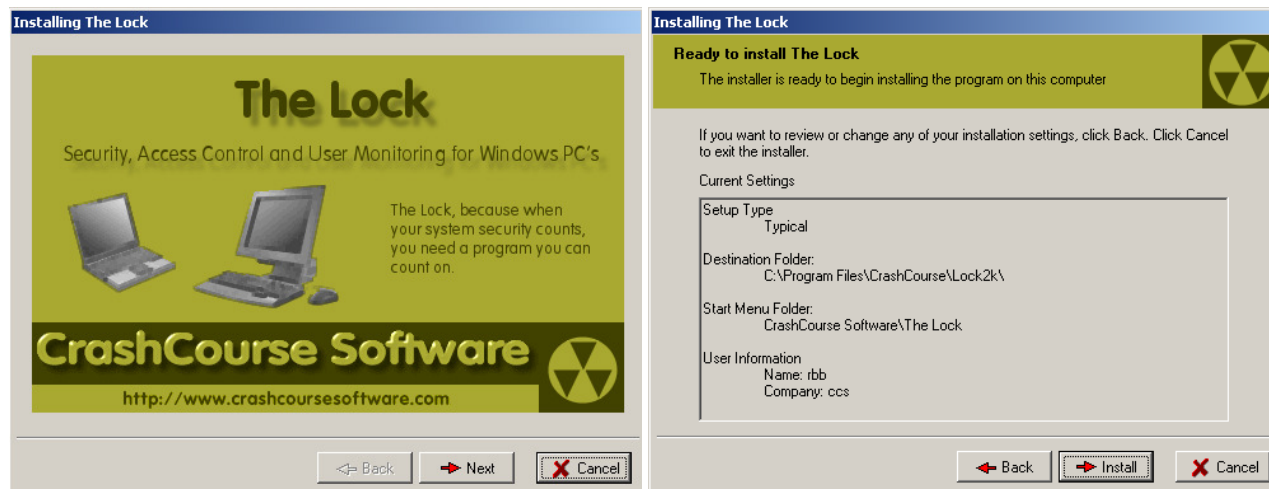 Installing The Lock
The Lock
Security, Access Control and User Monitoring for Windows PC's
The Lock, because when
your system security counts,
you need a program you can
count on.
CrashCourse Software
http://www.crashcoursesoftware.com
Back
Next
Cancel
Installing The Lock
Ready to install The Lock
The installer is ready to begin installing the program on this computer
If you want to review or change any of your installation settings, click Back. Click Cancel
to exit the installer.
Current Settings
Setup Type
Typical
Destination Folder:
C:\Program Files\CrashCourse\Lock2k\
Start Menu Folder:
CrashCourse Software\The Lock
User Information
Name: rbb
Company: ccs
Back
Install
Cancel